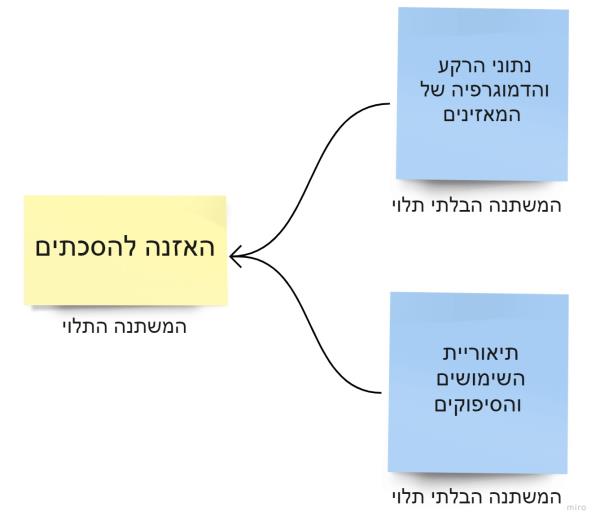 נתוני הרקע
והדמוגרפיה של
המאזינים
המשתנה הבלתי תלוי
האזנה להסכתים
המשתנה התלוי
תיאוריית
השימושים
והסיפוקים
המשתנה הבלתי תלוי
miro